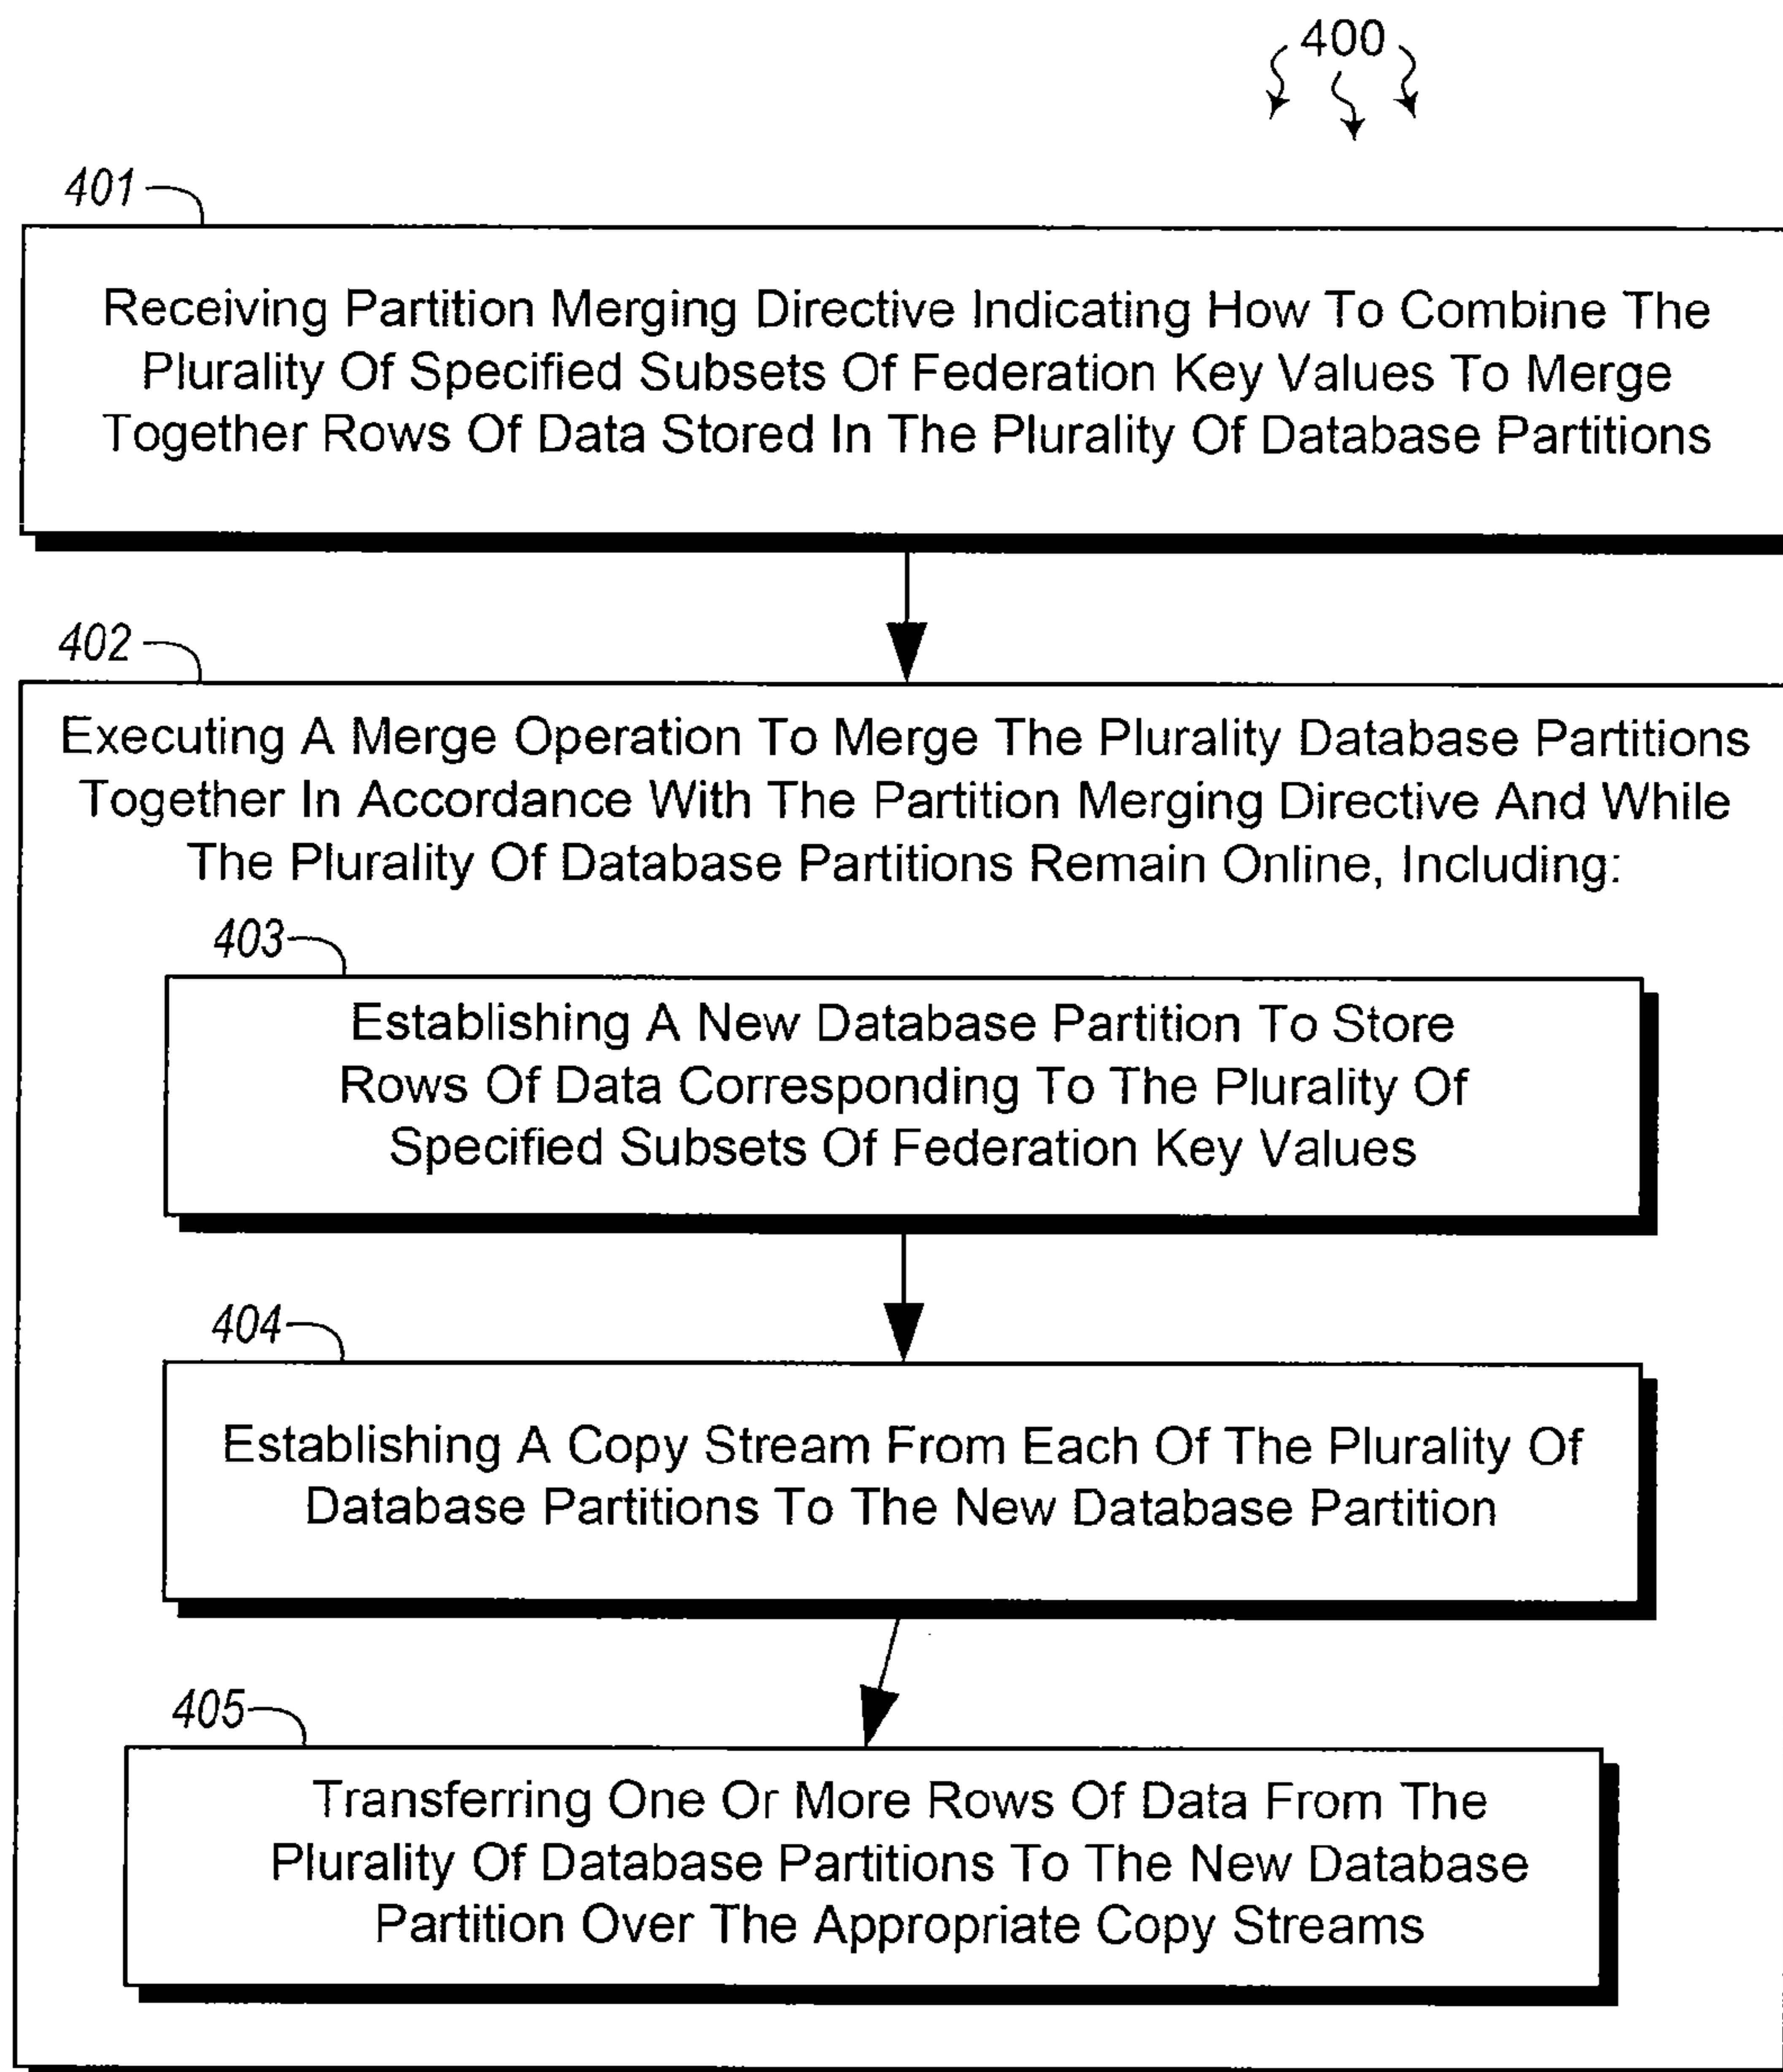 400
401
Receiving Partition Merging Directive Indicating How To Combine The
Plurality Of Specified Subsets Of Federation Key Values To Merge
Together Rows Of Data Stored In The Plurality Of Database Partitions
402
Executing A Merge Operation To Merge The Plurality Database Partitions
Together In Accordance With The Partition Merging Directive And While
The Plurality Of Database Partitions Remain Online, Including:
403
Establishing A New Database Partition To Store
Rows Of Data Corresponding To The Plurality Of
Specified Subsets Of Federation Key Values
404
Establishing A Copy Stream From Each Of The Plurality Of
Database Partitions To The New Database Partition
405
Transferring One Or More Rows Of Data From The
Plurality Of Database Partitions To The New Database
Partition Over The Appropriate Copy Streams